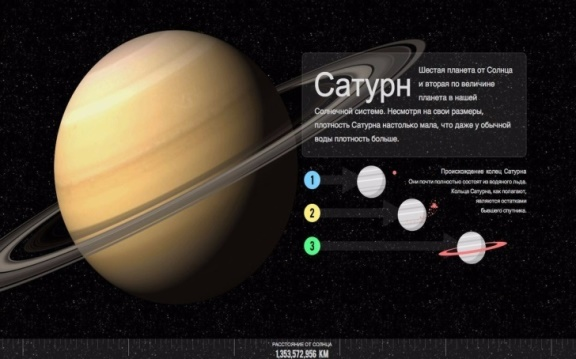 Сатурн
Шестая планета от Солнца
и вторая по величине
планета в нашей
Солнечной системе. Несмотря на свои размеры,
плотность Сатурна настолько мала, что даже у обычной
воды плотность больше.
1
2
3
Происхождение колец Сатурна
Они почти полностью состоят из водяного льда.
Кольца Сатурна, как полагают,
являются остатками
бывшего спутника.
РАССТОЯНИЕ ОТ СОЛНЦА
1,353,572,956 КМ